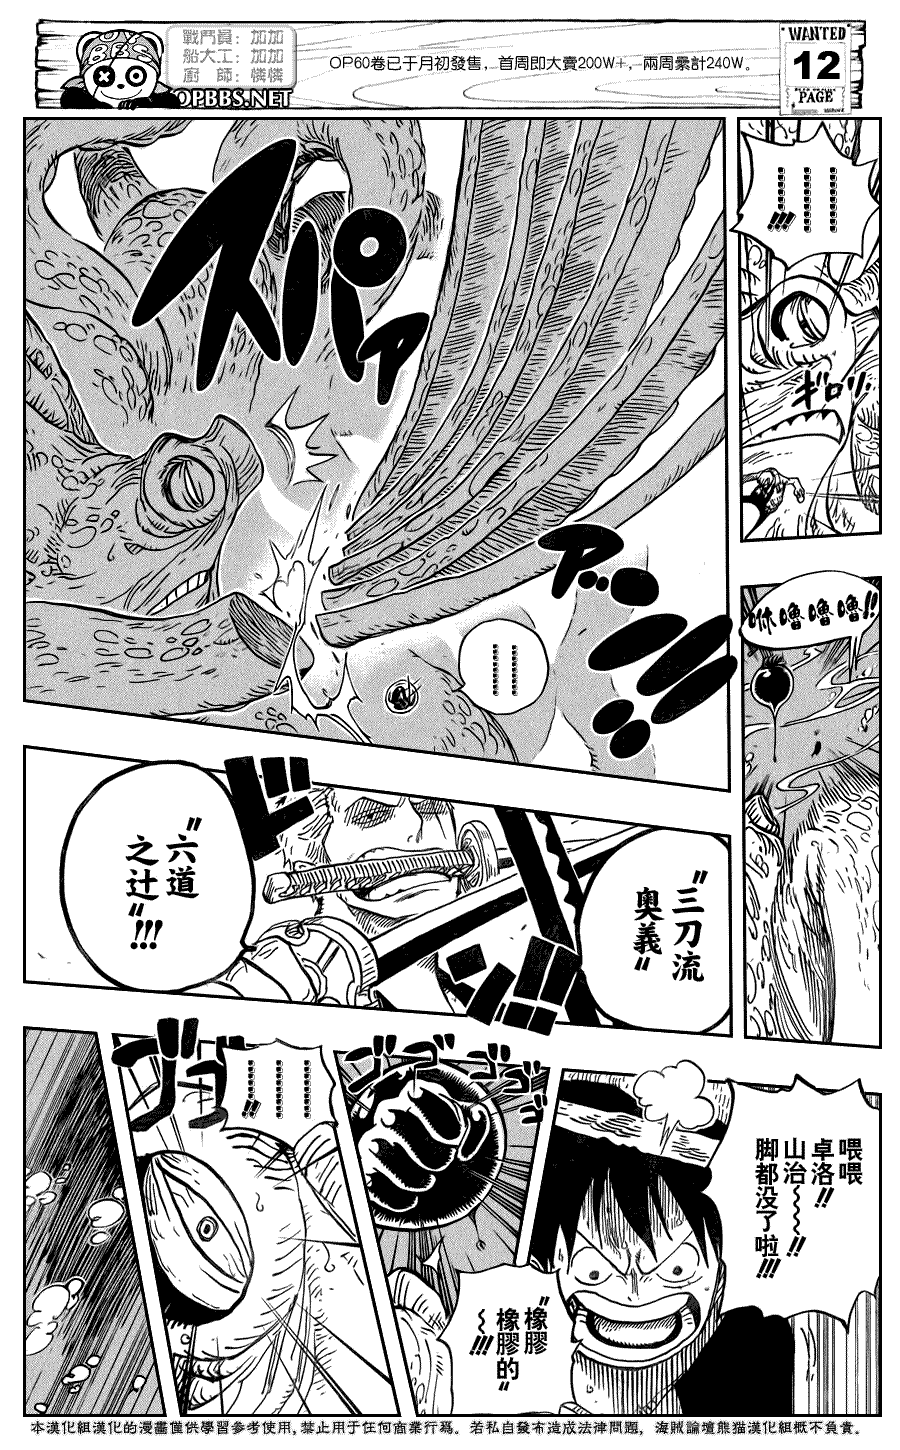 戰鬥員: 加加
船大工: 加加
廚 師: 憐憐
OPBBS.NET
OP60卷已于月初發售，首周即大賣200W+，兩周累計240W。
WANTED
12
PAGE
!!!
ギロッ
咻嚕嚕嚕!!
スパァ
ア...!!
“三刀流
奥義”
“六道
之辻”!!!
ドドン
喂喂
卓洛!!
山治~~~!!
脚都没了啦!!!
“橡膠
橡膠的”
~!!!
ゴゴゴゴ
!!
本漢化組漢化的漫畫僅供學習參考使用,禁止用于任何商業行爲。若私自發布造成法律問題，海賊論壇熊猫漢化組概不負責。